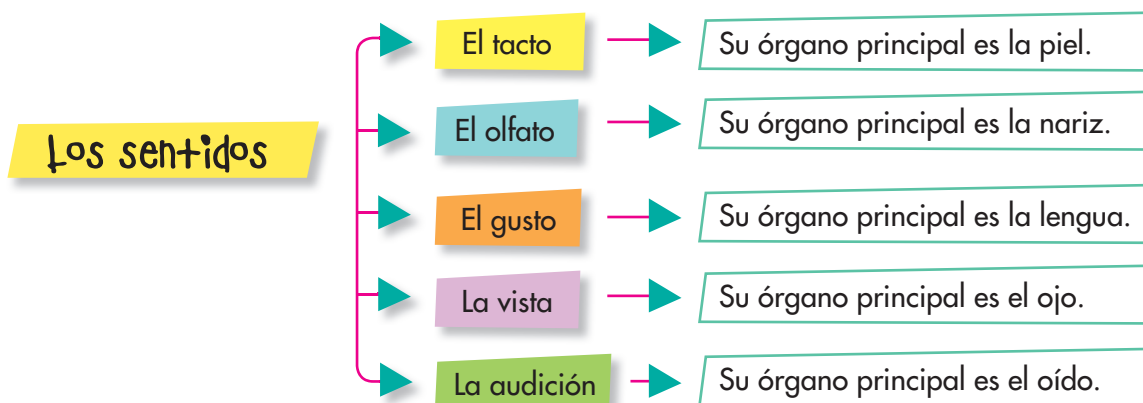 Los sentidos
El tacto
Su órgano principal es la piel.
El olfato
Su órgano principal es la nariz.
El gusto
Su órgano principal es la lengua.
La vista
Su órgano principal es el ojo.
La audición
Su órgano principal es el oído.